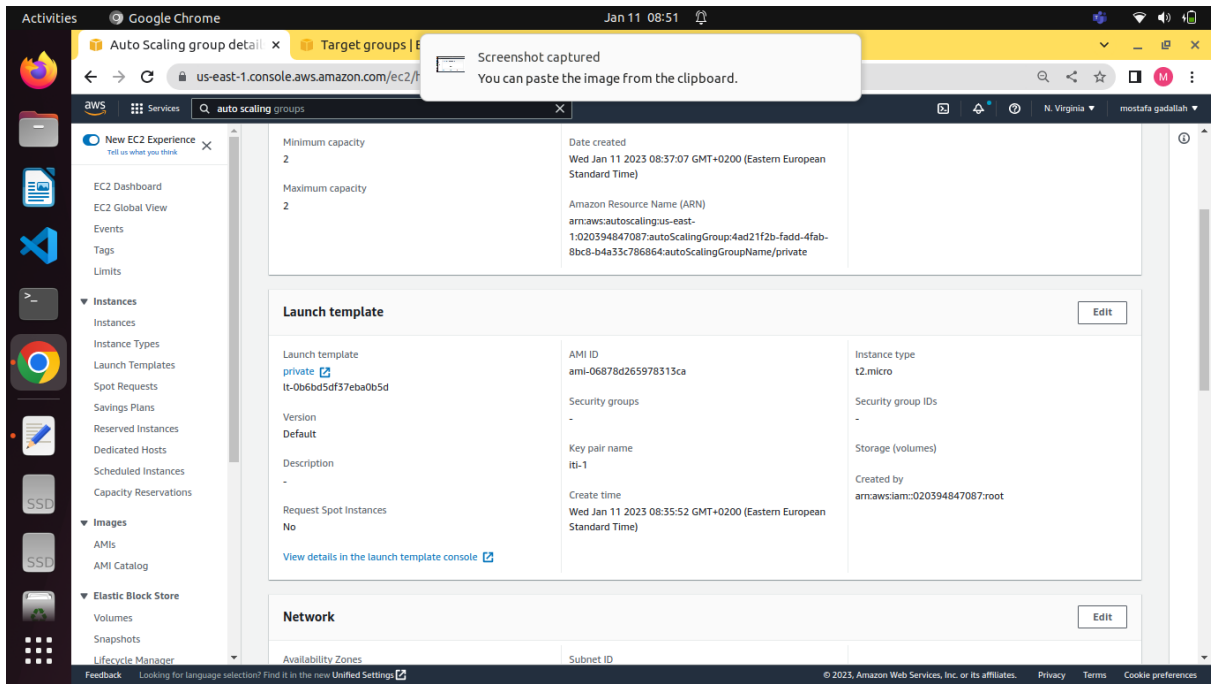 Activities
Google Chrome
Jan 11 08:51
Auto Scaling group detail
Target groups | E
Screenshot captured
You can paste the image from the clipboard.
us-east-1.console.aws.amazon.com/ec2/h
M
aws
Services
auto scaling groups
N. Virginia
mostafa gadallah
New EC2 Experience
Tell us what you think
EC2 Dashboard
EC2 Global View
Events
Tags
Limits
Instances
Instances
Instance Types
Launch Templates
Spot Requests
Savings Plans
Reserved Instances
Dedicated Hosts
Scheduled Instances
Capacity Reservations
Images
AMIs
AMI Catalog
Elastic Block Store
Volumes
Snapshots
Lifecycle Manager
SSD
SSD
Minimum capacity
2
Maximum capacity
2
Date created
Wed Jan 11 2023 08:37:07 GMT+0200 (Eastern European
Standard Time)
Amazon Resource Name (ARN)
arn:aws:autoscaling:us-east-
1:020394847087:autoScalingGroup:4ad21f2b-fadd-4fab-
8bc8-b4a33c786864:autoScalingGroupName/private
Launch template
Edit
Launch template
private
lt-0b6bd5df37eba0b5d
Version
Default
Description
-
Request Spot Instances
No
View details in the launch template console
AMI ID
ami-06878d265978313ca
Security groups
-
Key pair name
iti-1
Create time
Wed Jan 11 2023 08:35:52 GMT+0200 (Eastern European
Standard Time)
Instance type
t2.micro
Security group IDs
-
Storage (volumes)
Created by
arn:aws:iam::020394847087:root
Network
Edit
Availability Zones
Subnet ID
Feedback
Looking for language selection? Find it in the new Unified Settings
© 2023, Amazon Web Services, Inc. or its affiliates.
Privacy
Terms
Cookie preferences